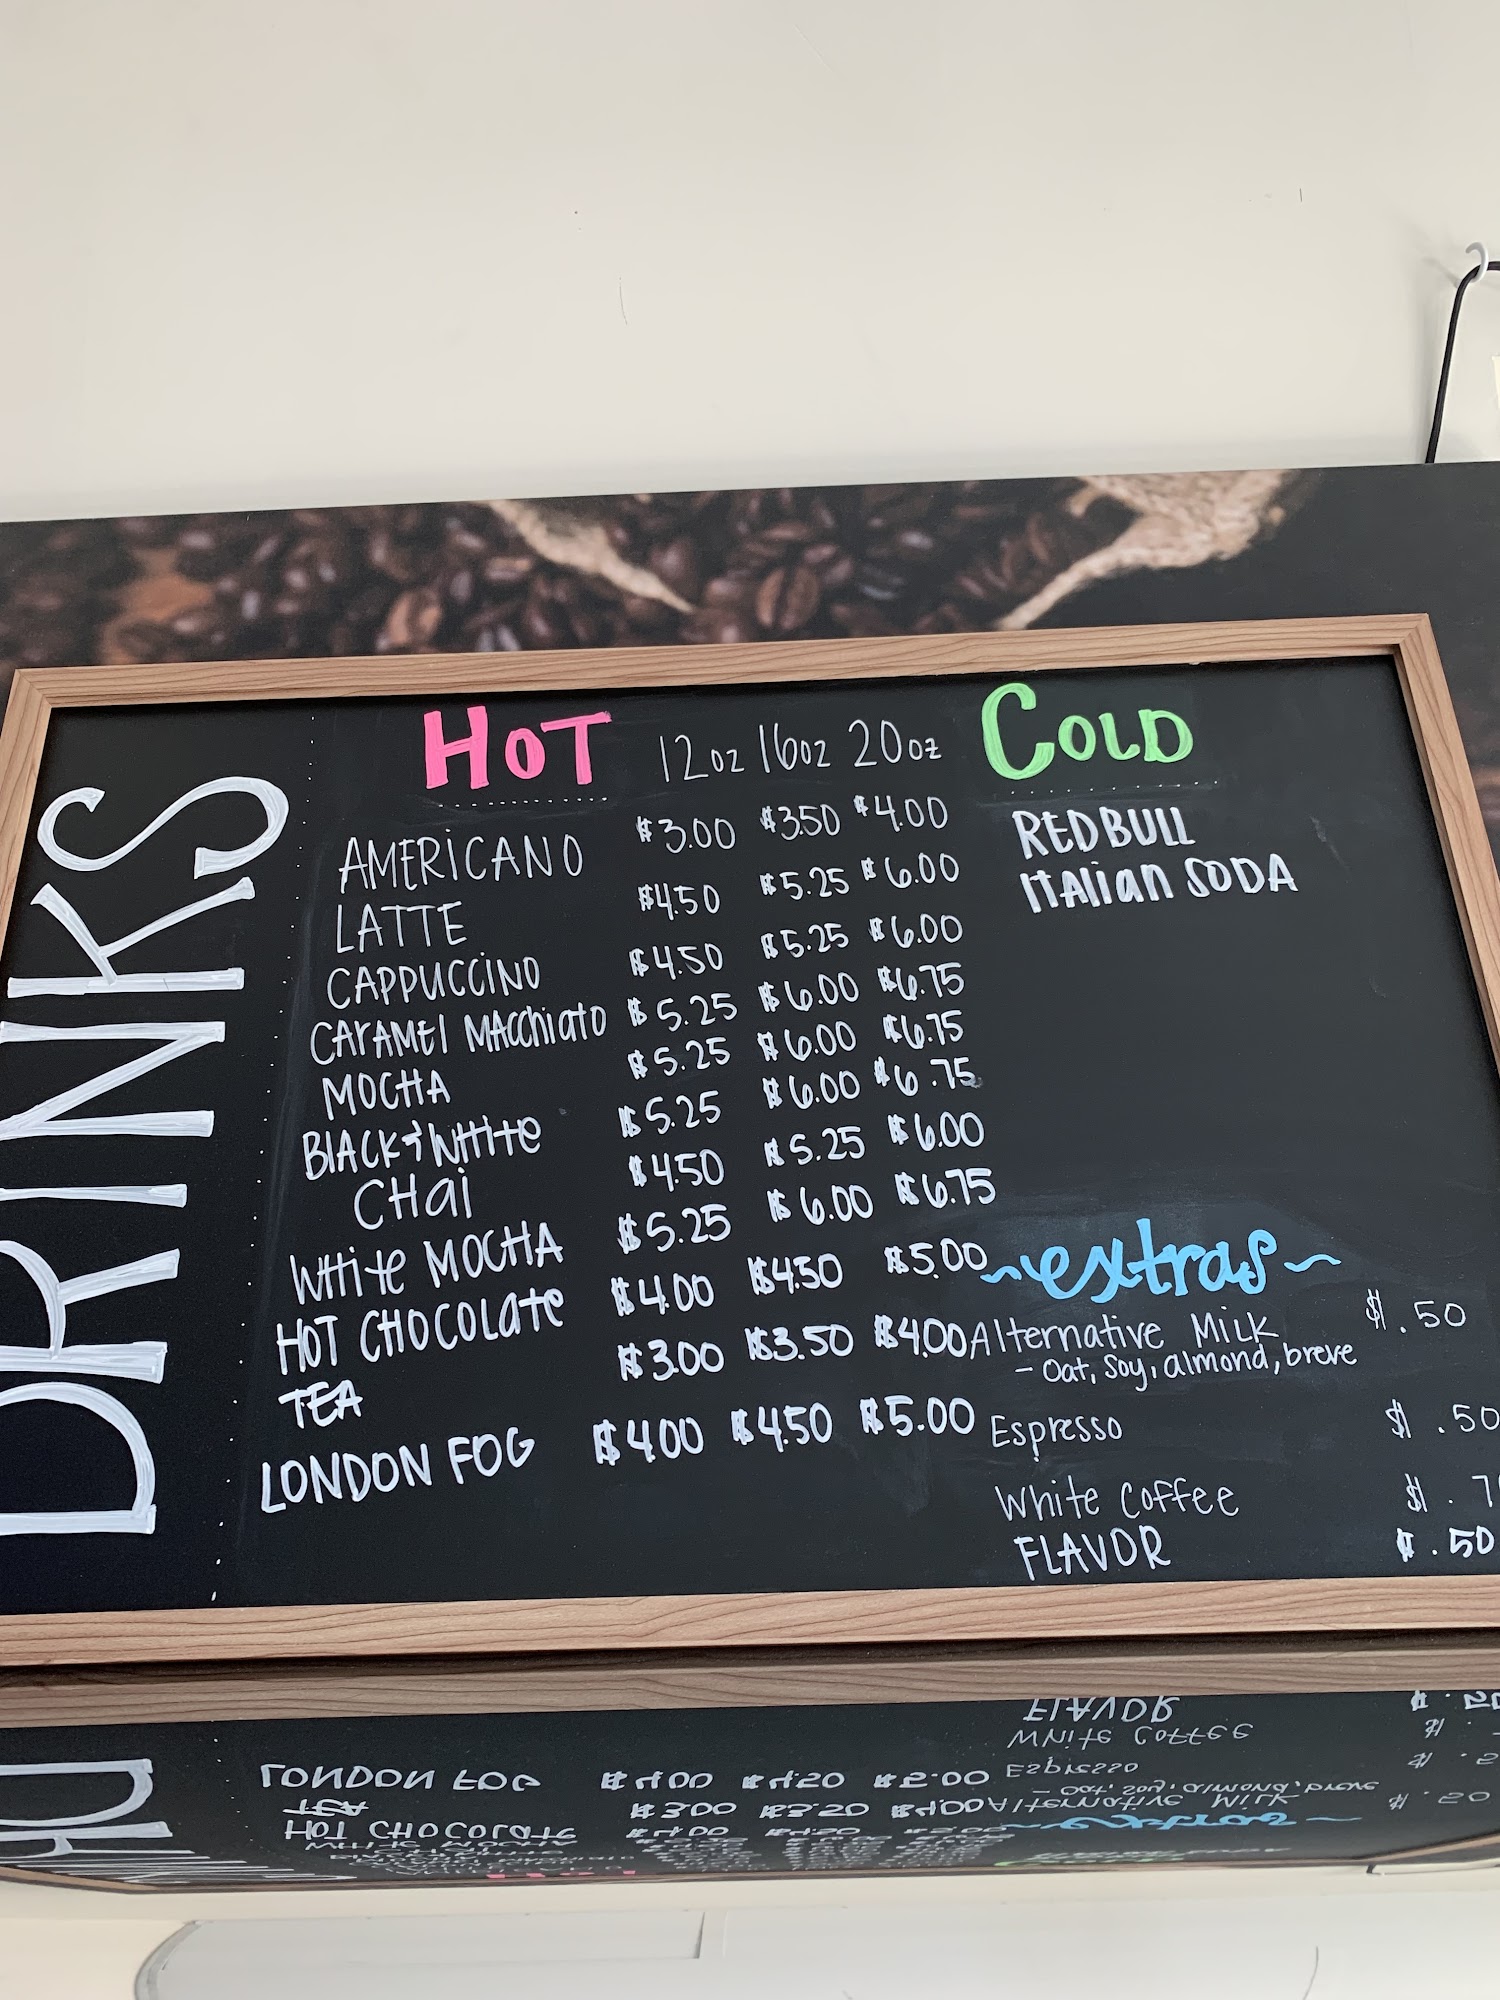 DRINKS
HOT 12oz 16oz 20oz
AMERICANO $3.00 $3.50 $4.00
LATTE $4.50 $5.25 $6.00
CAPPUCCINO $4.50 $5.25 $6.00
CARAMEL MACChiato $5.25 $6.00 $6.75
MOCHA $5.25 $6.00 $6.75
BLACK & WHITE $5.25 $6.00 $6.75
CHAI $4.50 $5.25 $6.00
WHITE MOCHA $5.25 $6.00 $6.75
HOT CHOCOLATE $4.00 $4.50 $5.00
TEA $3.00 $3.50 $4.00
LONDON FOG $4.00 $4.50 $5.00
COLD
REDBULL
ITALIAN SODA
~extras~
Alternative Milk $.50
- Oat, Soy, almond, breve
Espresso $.50
White Coffee
FLAVOR $.50